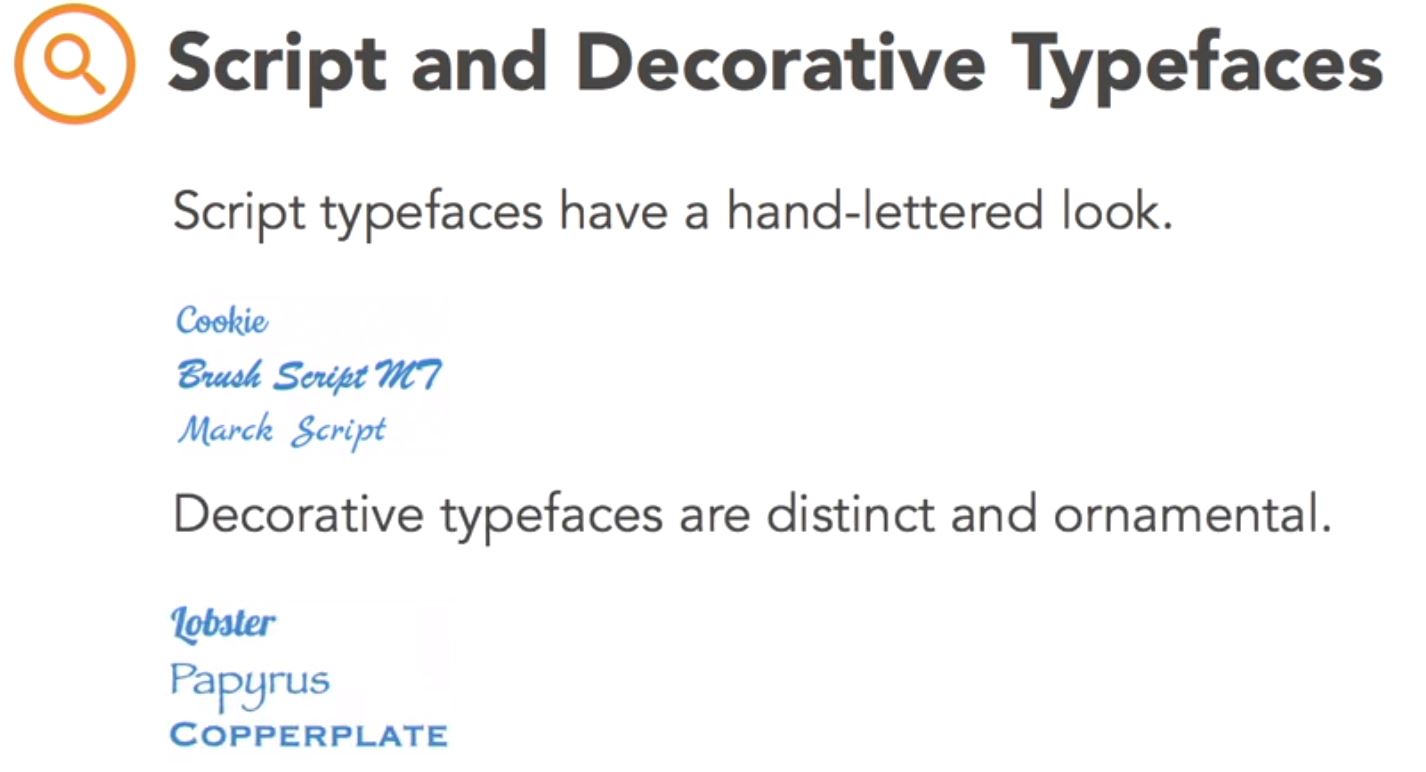 Script and Decorative Typefaces
Script typefaces have a hand-lettered look.
Cookie
Brush Script MT
Marck Script
Decorative typefaces are distinct and ornamental.
Lobster
Papyrus
COPPERPLATE